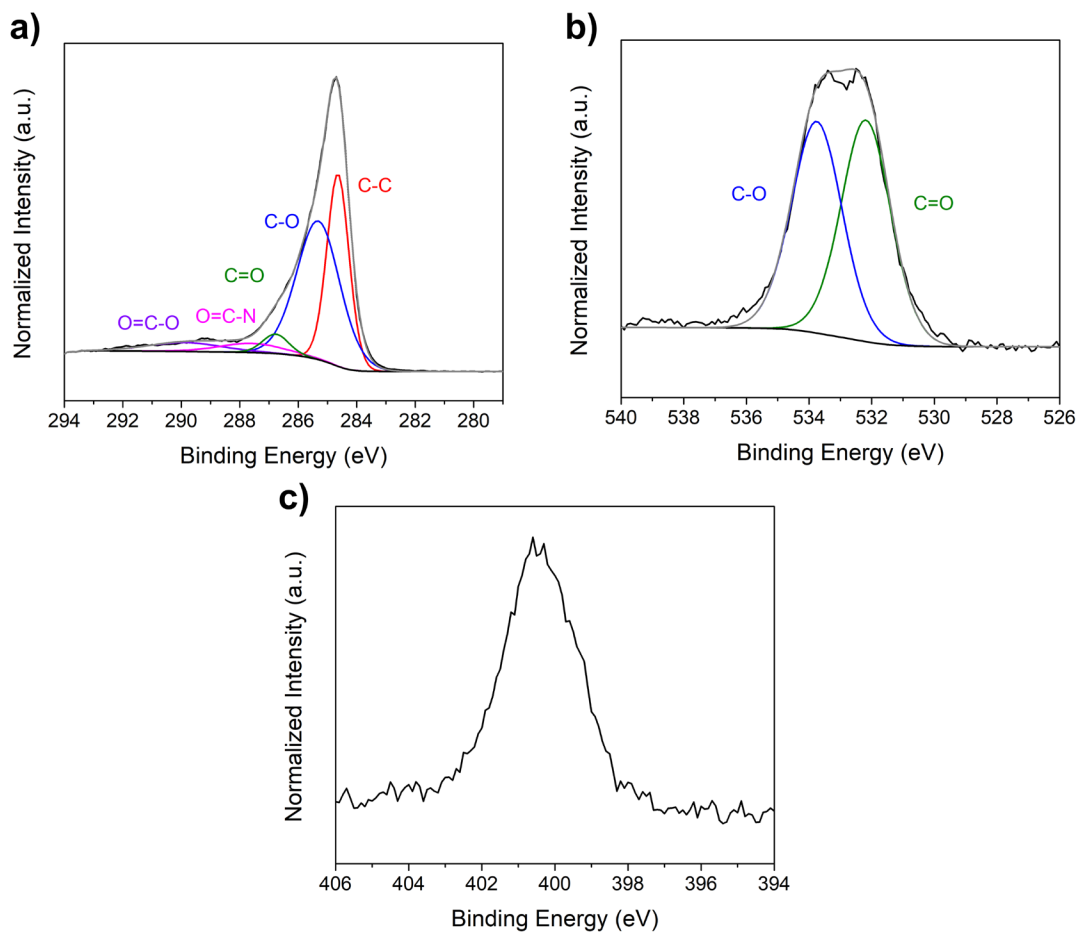 a)
Normalized Intensity (a.u.)
C-C
C-O
C=O
O=C-N
O=C-O
294 292 290 288 286 284 282 280
Binding Energy (eV)
b)
Normalized Intensity (a.u.)
C-O
C=O
540 538 536 534 532 530 528 526
Binding Energy (eV)
c)
Normalized Intensity (a.u.)
406 404 402 400 398 396 394
Binding Energy (eV)